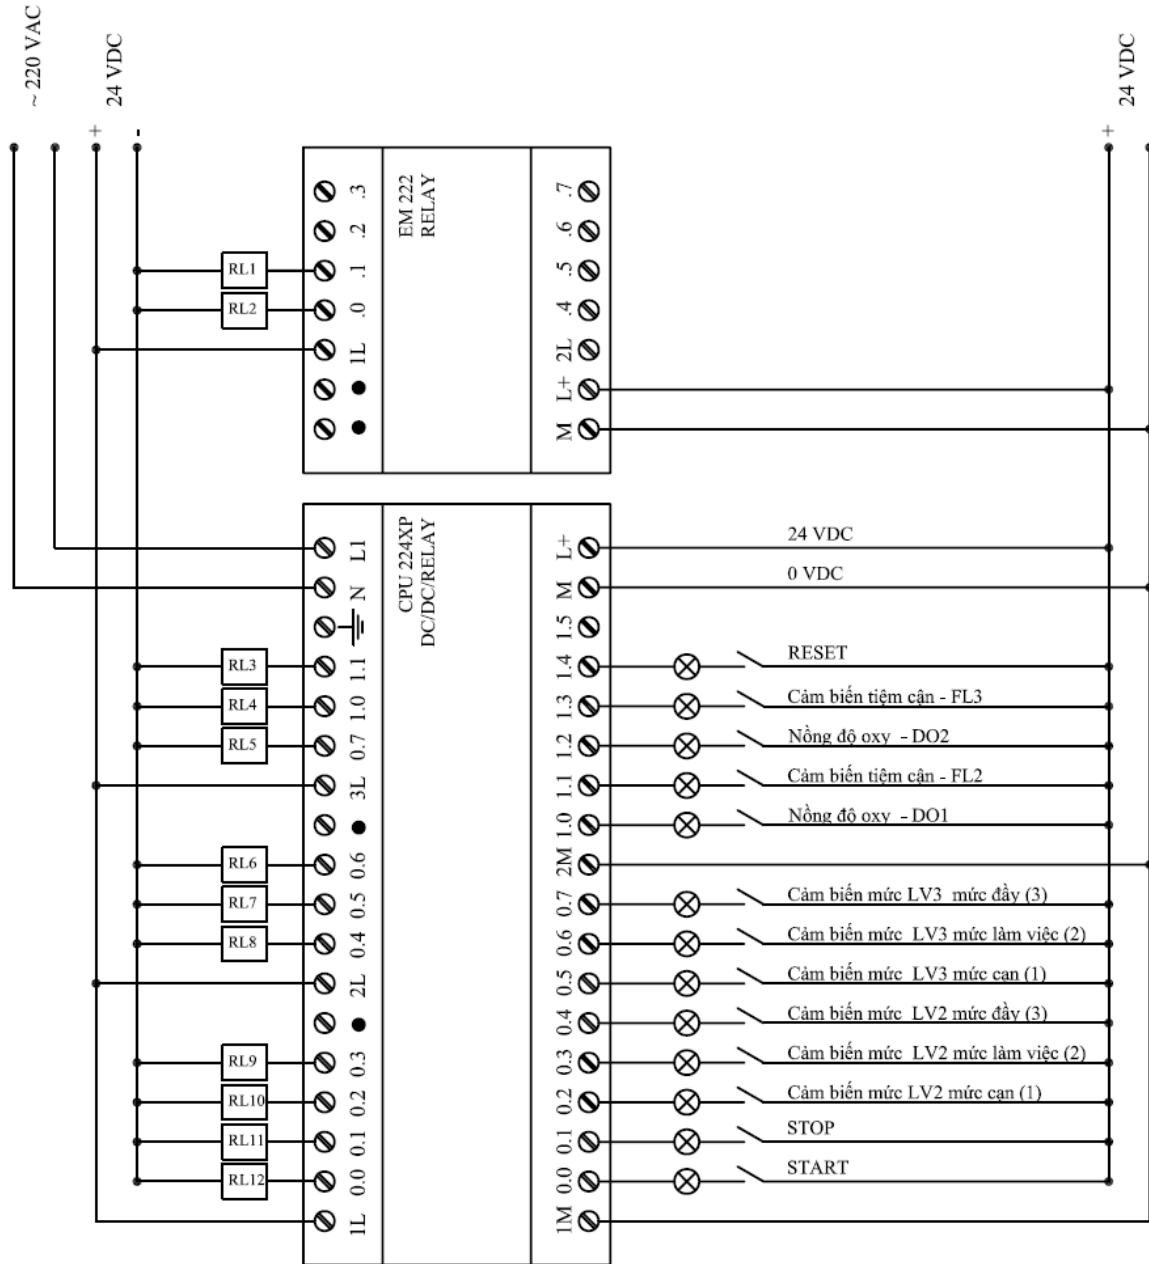 ~ 220 VAC
24 VDC
+
-
24 VDC
+
EM 222
RELAY
.3
.2
.1
.0
1L
.7
.6
.5
.4
2L
L+
M
RL1
RL2
CPU 224XP
DC/DC/RELAY
L1
N
1.1
1.0
0.7
3L
0.6
0.5
0.4
2L
0.3
0.2
0.1
0.0
1L
RL3
RL4
RL5
RL6
RL7
RL8
RL9
RL10
RL11
RL12
L+
M
1.5
1.4
1.3
1.2
1.1
1.0
2M
0.7
0.6
0.5
0.4
0.3
0.2
0.1
0.0
1M
24 VDC
0 VDC
RESET
Cảm biến tiệm cận - FL3
Nồng độ oxy - DO2
Cảm biến tiệm cận - FL2
Nồng độ oxy - DO1
Cảm biến mức LV3 mức đầy (3)
Cảm biến mức LV3 mức làm việc (2)
Cảm biến mức LV3 mức cạn (1)
Cảm biến mức LV2 mức đầy (3)
Cảm biến mức LV2 mức làm việc (2)
Cảm biến mức LV2 mức cạn (1)
STOP
START